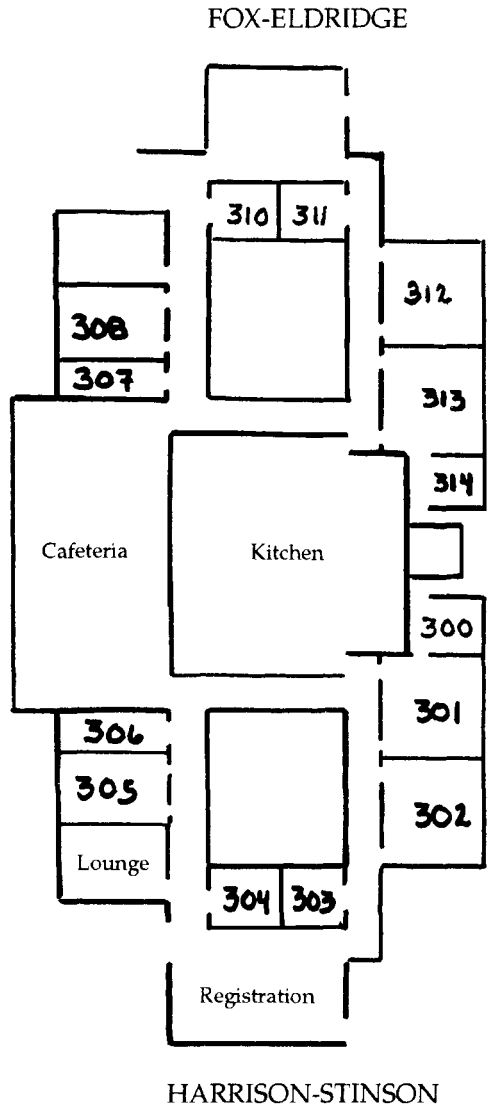 FOX-ELDRIDGE
310 311
312
308
307
313
314
Cafeteria
Kitchen
300
301
306
305
302
Lounge
304 303
Registration
HARRISON-STINSON